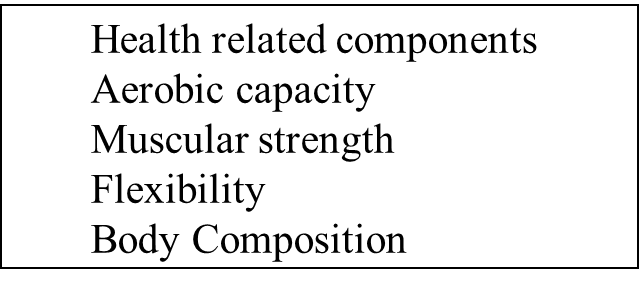 Health related components
Aerobic capacity
Muscular strength
Flexibility
Body Composition